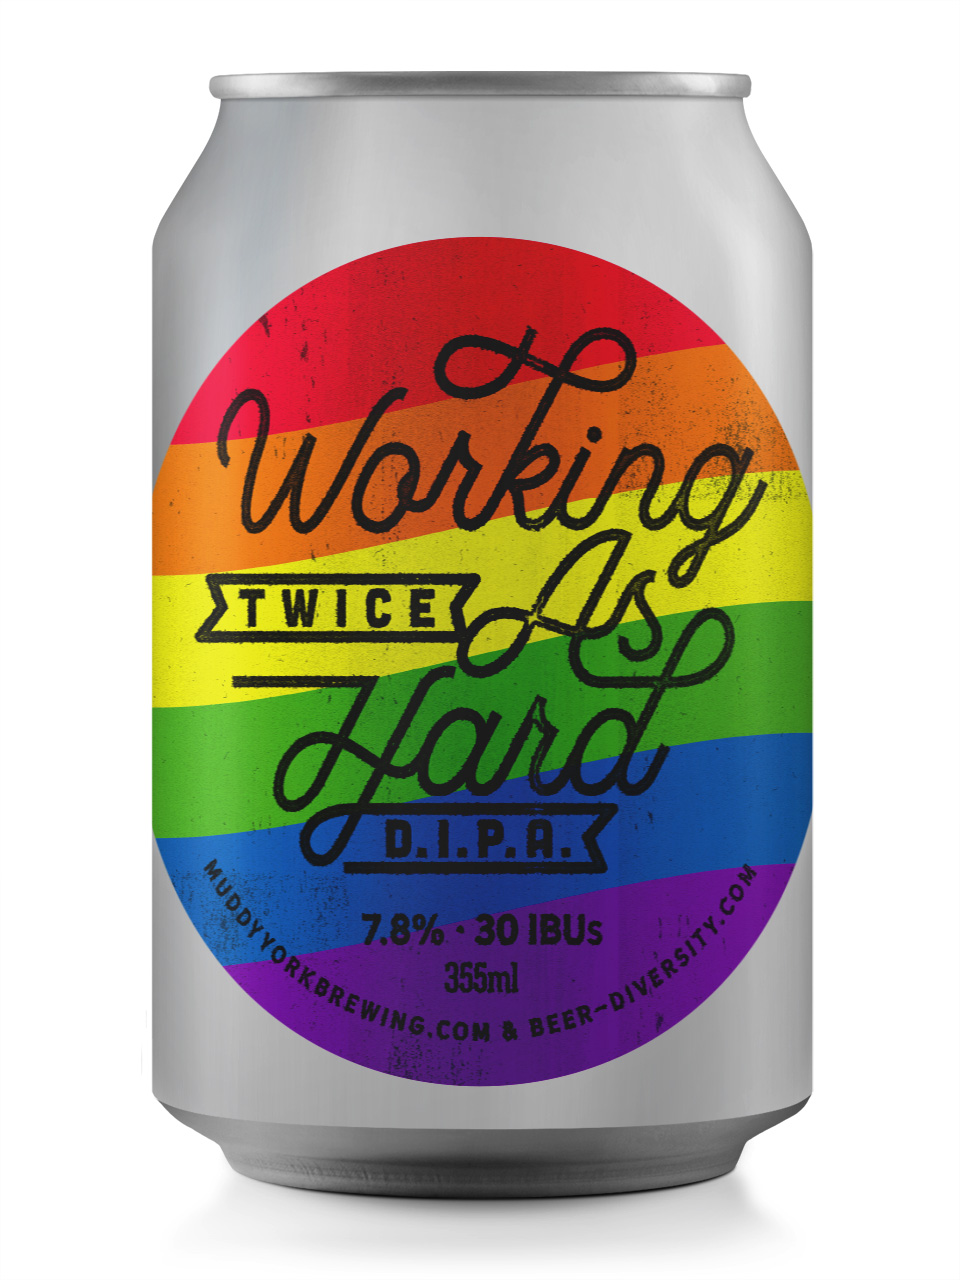 Working
TWICE As
Hard
D.I.P.A.
7.8% · 30 IBUs
355ml
MUDDYYORKBREWING.COM & BEER-DIVERSITY.COM